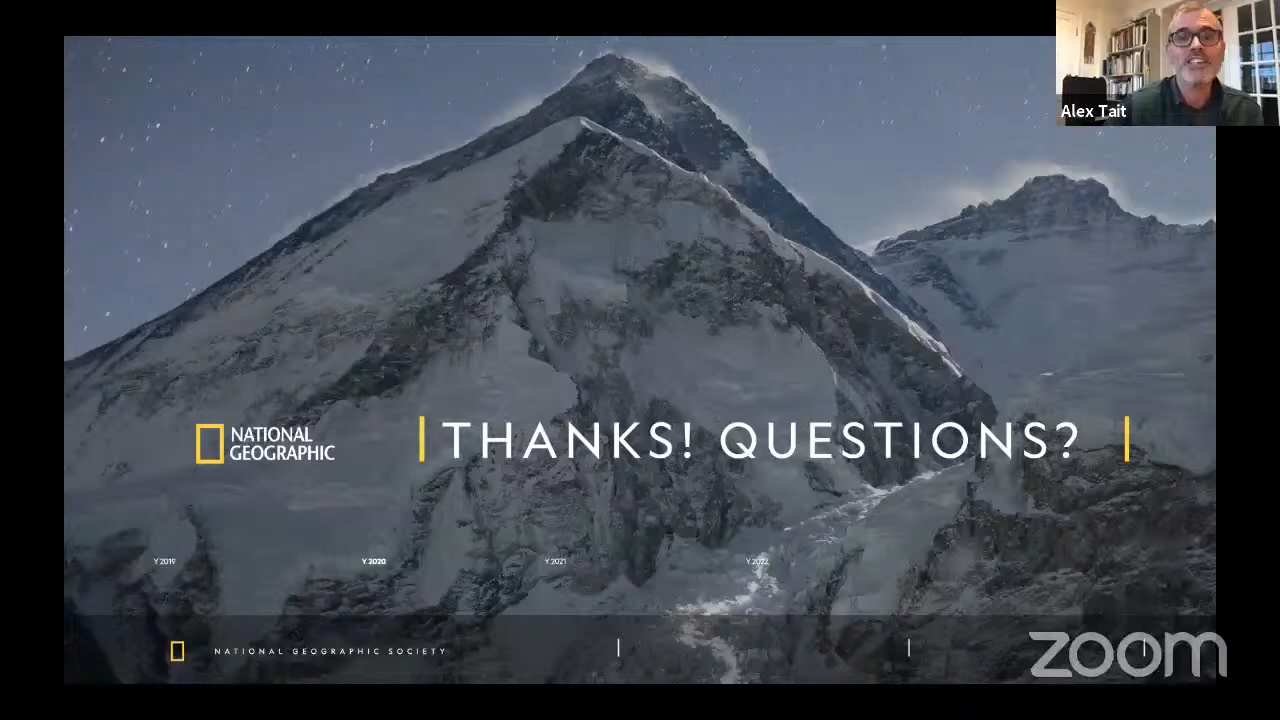 Alex Tait
NATIONAL
GEOGRAPHIC
THANKS! QUESTIONS?
Y 2019
Y 2020
Y 2021
Y 2022
NATIONAL GEOGRAPHIC SOCIETY
zoom